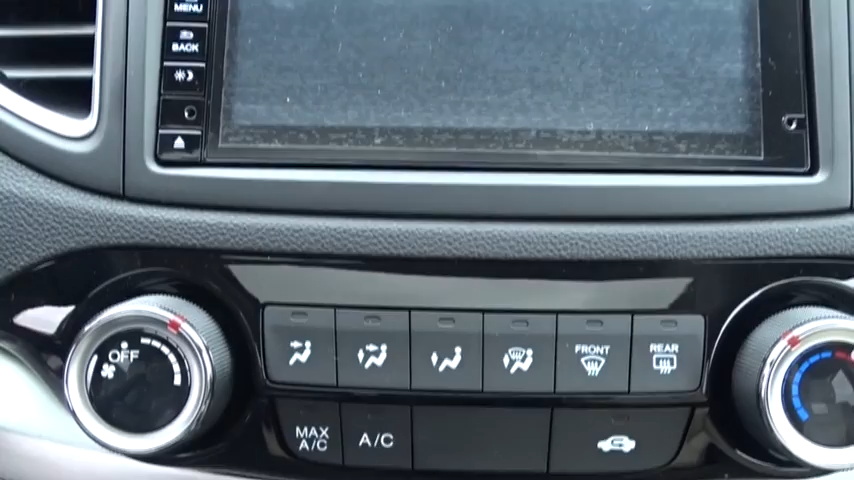 MENU
BACK
OFF
FRONT
REAR
MAX
A/C
A/C